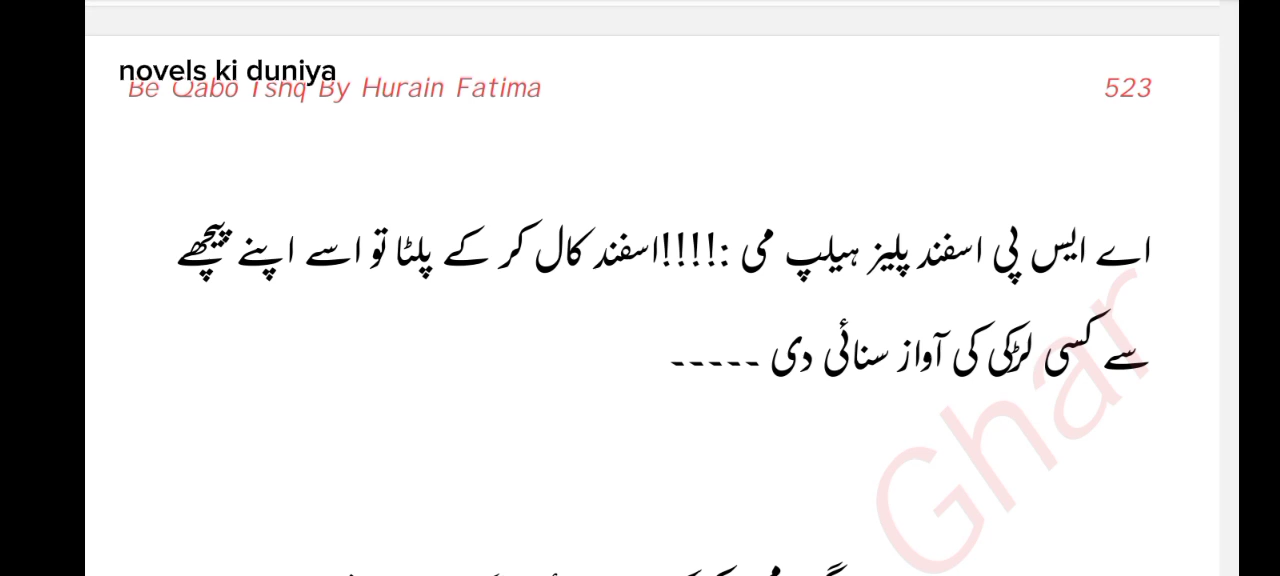 novels ki duniya
Be Qabo Ishq By Hurain Fatima 523
اے ایس پی اسفند پلیز ہیلپ می :!!!!اسفند کال کر کے پلٹا تو اسے اپنے پیچھے
سے کسی لڑکی کی آواز سنائی دی -----
Ghar